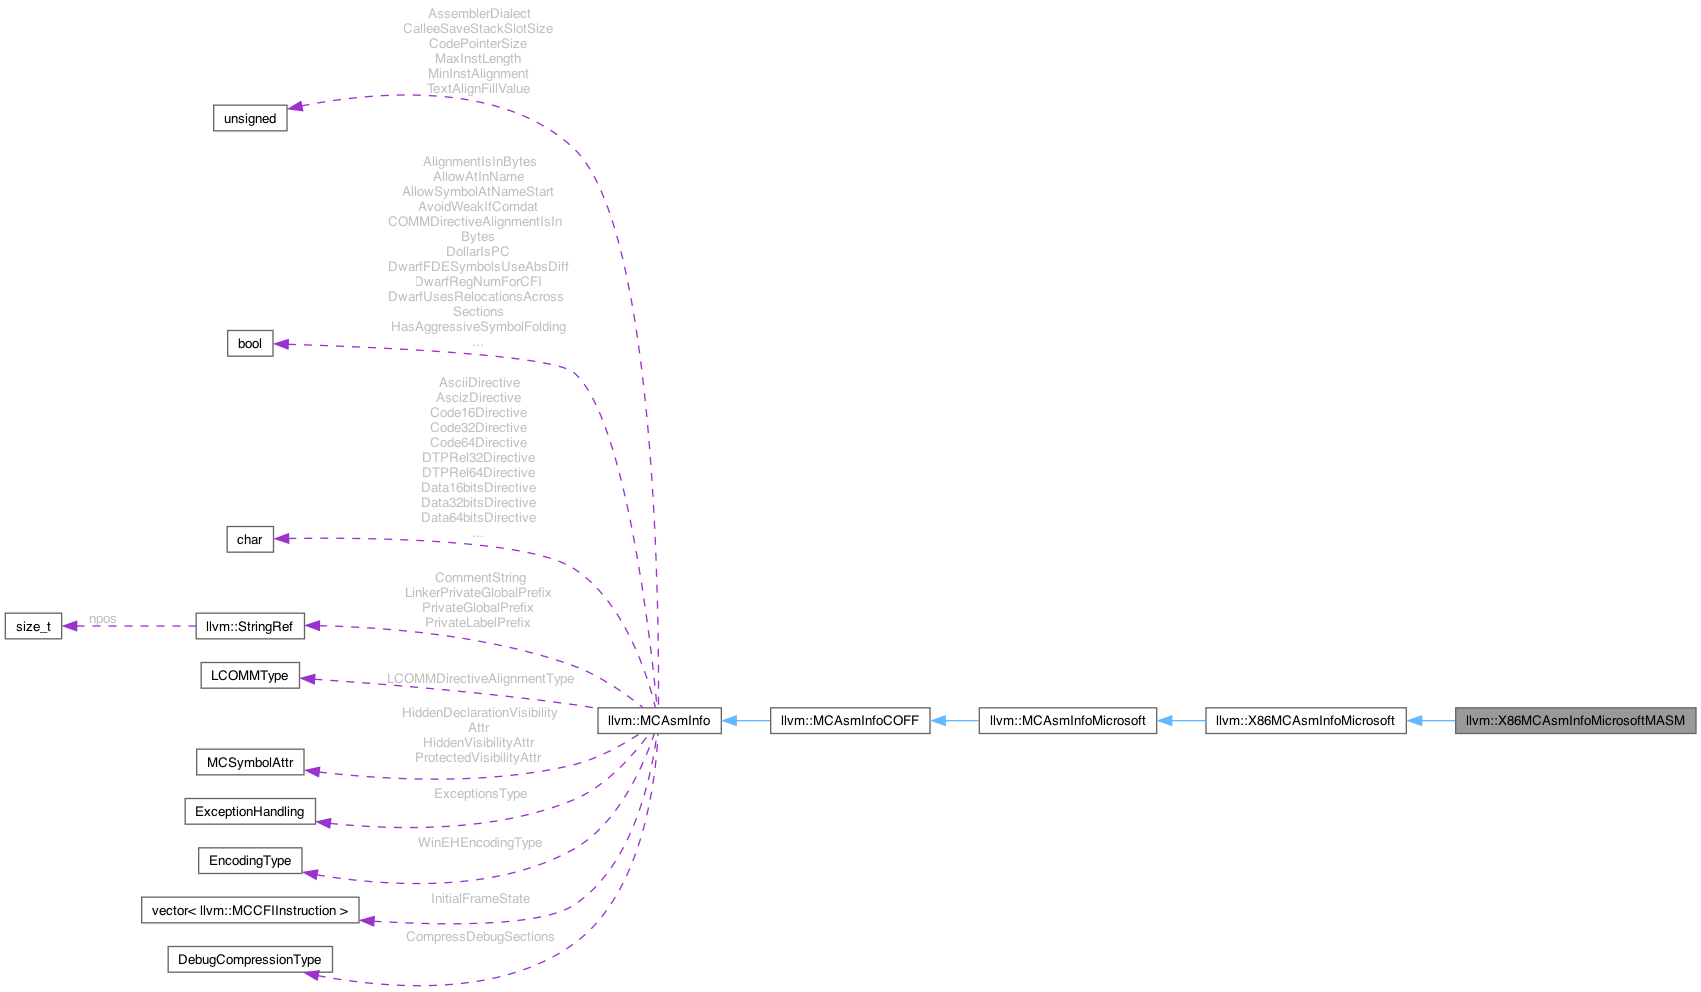 AssemblerDialect
CalleeSaveStackSlotSize
CodePointerSize
MaxInstLength
MinInstAlignment
TextAlignFillValue
unsigned
AlignmentIsInBytes
AllowAtInName
AllowSymbolAtNameStart
AvoidWeakIfComdat
COMMDirectiveAlignmentIsIn
Bytes
DollarIsPC
DwarfFDESymbolsUseAbsDiff
DwarfRegNumForCFI
DwarfUsesRelocationsAcross
Sections
HasAggressiveSymbolFolding
...
bool
AsciiDirective
AscizDirective
Code16Directive
Code32Directive
Code64Directive
DTPRel32Directive
DTPRel64Directive
Data16bitsDirective
Data32bitsDirective
Data64bitsDirective
...
char
CommentString
LinkerPrivateGlobalPrefix
PrivateGlobalPrefix
PrivateLabelPrefix
size_t
npos
llvm::StringRef
LCOMMType
LCOMMDirectiveAlignmentType
HiddenDeclarationVisibility
Attr
HiddenVisibilityAttr
ProtectedVisibilityAttr
llvm::MCAsmInfo
llvm::MCAsmInfoCOFF
llvm::MCAsmInfoMicrosoft
llvm::X86MCAsmInfoMicrosoft
llvm::X86MCAsmInfoMicrosoftMASM
MCSymbolAttr
ExceptionsType
ExceptionHandling
WinEHEncodingType
EncodingType
InitialFrameState
vector< llvm::MCCFIInstruction >
CompressDebugSections
DebugCompressionType